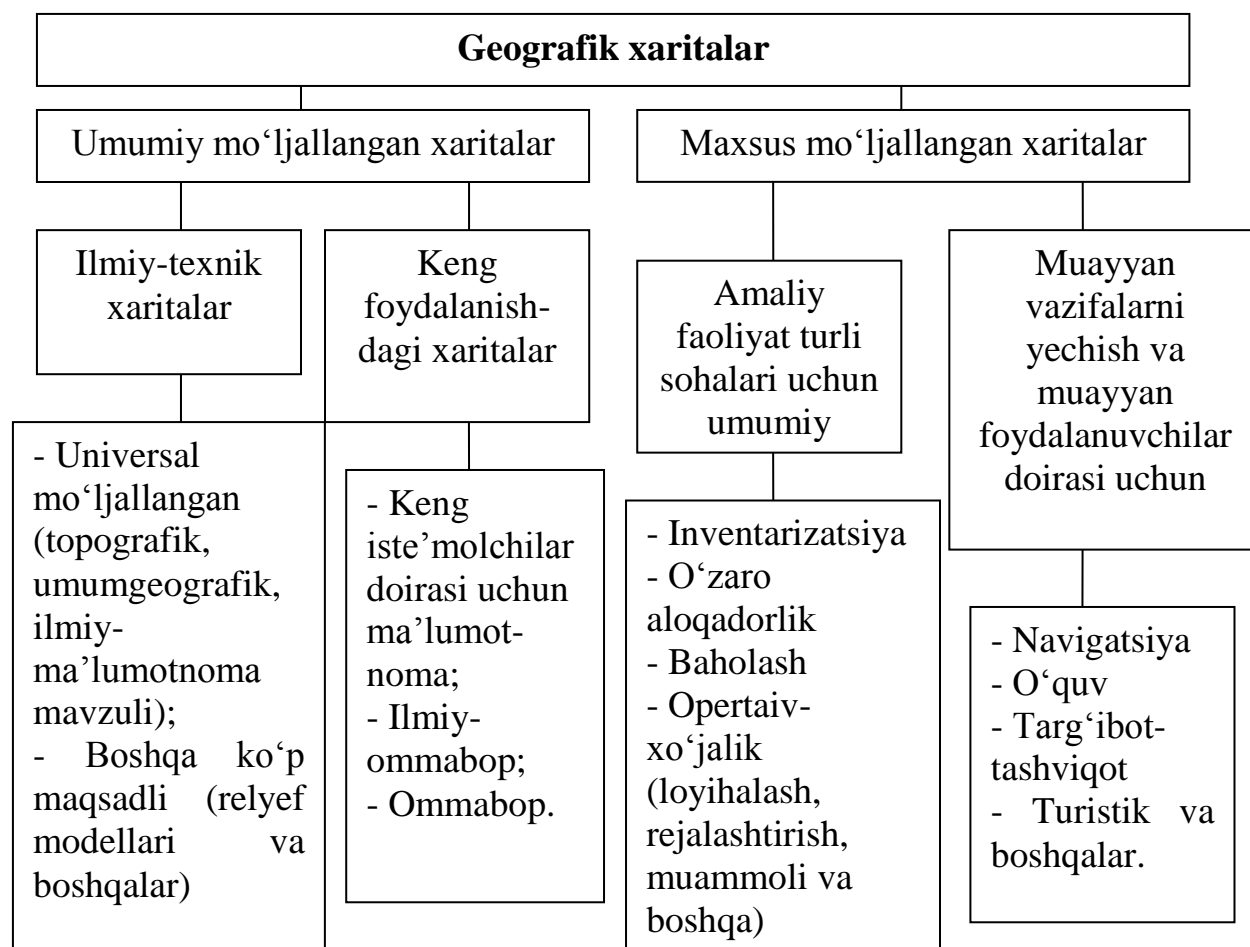 Geografik xaritalar
Umumiy mo‘ljallangan xaritalar
Maxsus mo‘ljallangan xaritalar
Ilmiy-texnik
xaritalar
Keng
foydalanish-
dagi xaritalar
Amaliy
faoliyat turli
sohalari uchun
umumiy
Muayyan
vazifalarni
yechish va
muayyan
foydalanuvchilar
doirasi uchun
- Universal
mo‘ljallangan
(topografik,
umumgeografik,
ilmiy-
ma’lumotnoma
mavzuli);
- Boshqa ko‘p
maqsadli (relyef
modellari va
boshqalar)
- Keng
iste’molchilar
doirasi uchun
ma’lumot-
noma;
- Ilmiy-
ommabop;
- Ommabop.
- Inventarizatsiya
- O‘zaro
aloqadorlik
- Baholash
- Opertaiv-
xo‘jalik
(loyihalash,
rejalashtirish,
muammoli va
boshqa)
- Navigatsiya
- O‘quv
- Targ‘ibot-
tashviqot
- Turistik va
boshqalar.